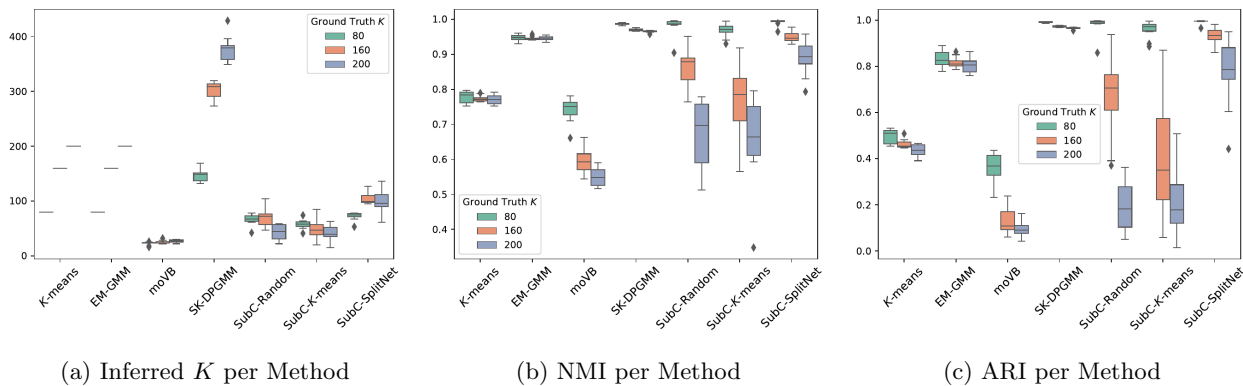 400
300
200
100
0
Ground Truth K
80
160
200
K-means
EM-GMM
moVB
SK-DPGMM
SubC-Random
SubC-K-means
SubC-SplitNet
(a) Inferred K per Method
1.0
0.9
0.8
0.7
0.6
0.5
0.4
Ground Truth K
80
160
200
K-means
EM-GMM
moVB
SK-DPGMM
SubC-Random
SubC-K-means
SubC-SplitNet
(b) NMI per Method
1.0
0.8
0.6
0.4
0.2
0.0
Ground Truth K
80
160
200
K-means
EM-GMM
moVB
SK-DPGMM
SubC-Random
SubC-K-means
SubC-SplitNet
(c) ARI per Method